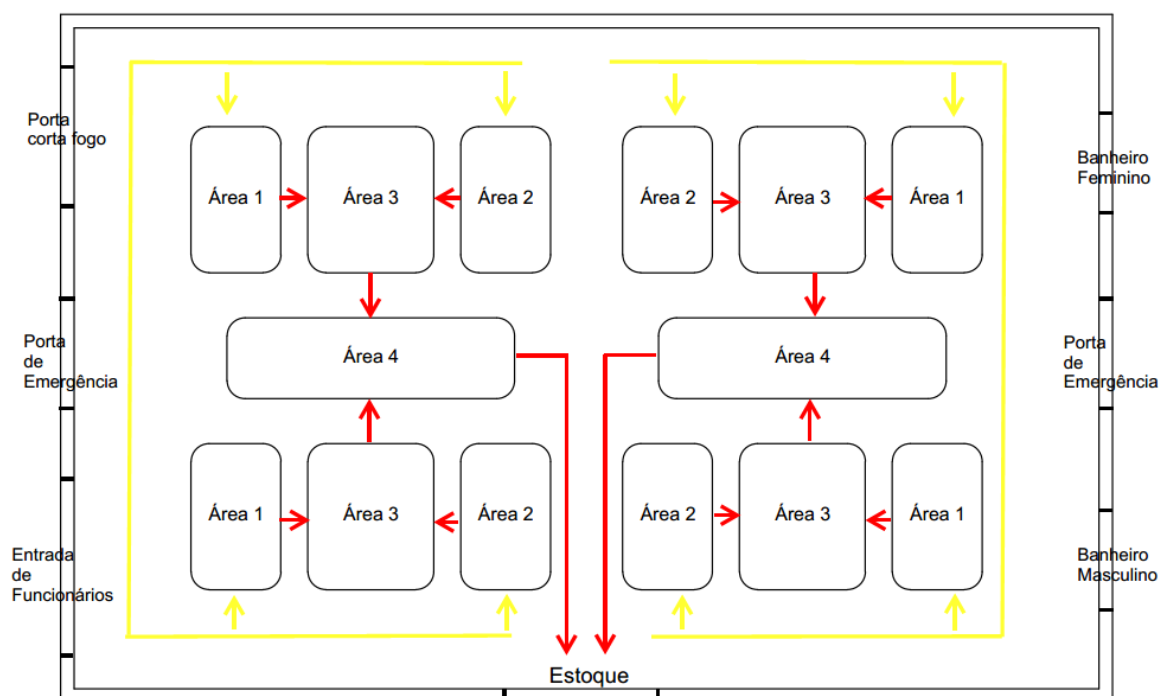 Porta
corta fogo
Área 1
Área 3
Área 2
Área 2
Área 3
Área 1
Banheiro
Feminino
Porta
de
Emergência
Área 4
Área 4
Porta
de
Emergência
Entrada
de
Funcionários
Área 1
Área 3
Área 2
Área 2
Área 3
Área 1
Banheiro
Masculino
Estoque